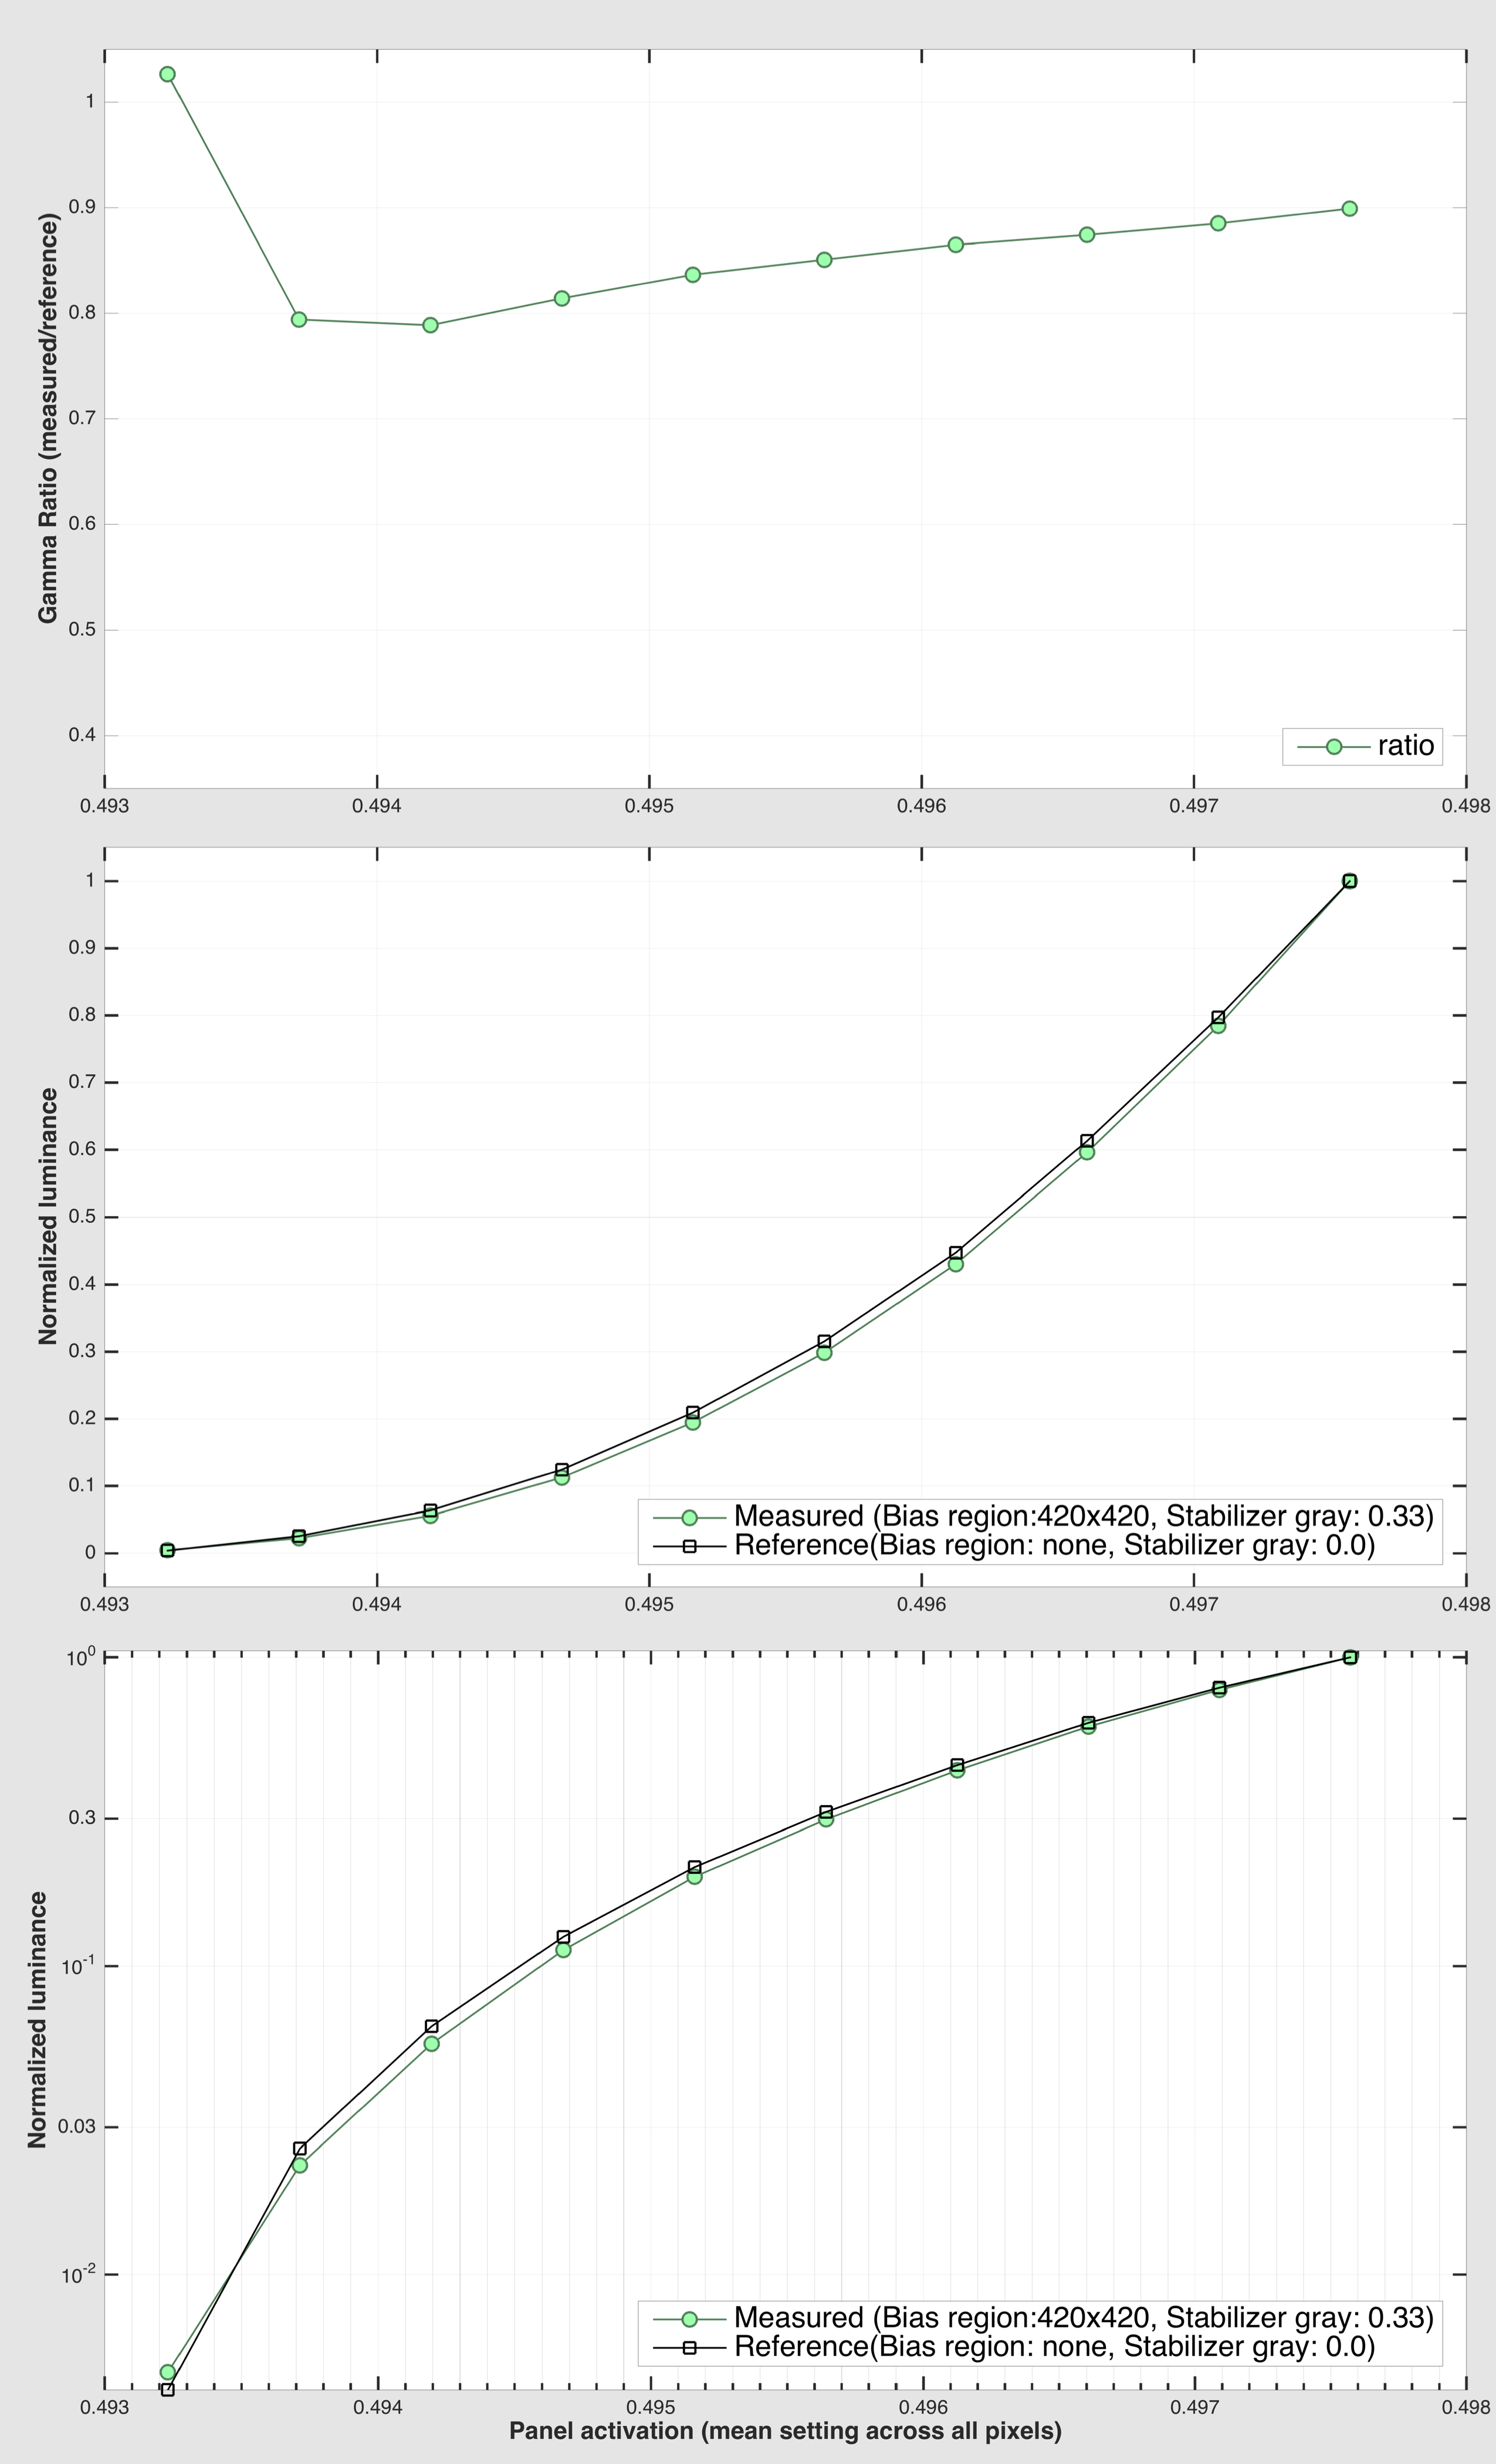 Gamma Ratio (measured/reference)
1
0.9
0.8
0.7
0.6
0.5
0.4
ratio
0.493 0.494 0.495 0.496 0.497 0.498
Normalized luminance
1
0.9
0.8
0.7
0.6
0.5
0.4
0.3
0.2
0.1
0
Measured (Bias region:420x420, Stabilizer gray: 0.33)
Reference(Bias region: none, Stabilizer gray: 0.0)
0.493 0.494 0.495 0.496 0.497 0.498
Normalized luminance
10^0
0.3
10^-1
0.03
10^-2
Measured (Bias region:420x420, Stabilizer gray: 0.33)
Reference(Bias region: none, Stabilizer gray: 0.0)
0.493 0.494 0.495 0.496 0.497 0.498
Panel activation (mean setting across all pixels)